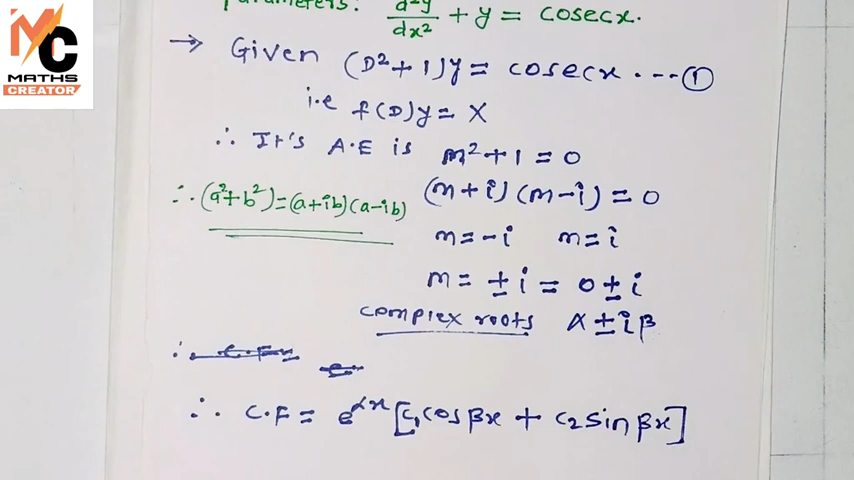 MC
MATHS
CREATOR
parameters: d²y/dx² + y = cosecx.
→ Given (D²+1)y = cosecx ---- ①
i.e f(D)y = X
∴ It's A.E is m²+1 = 0
∴ (a²+b²) = (a+ib)(a-ib) (m+i)(m-i) = 0
m = -i m = i
m = ±i = 0±i
complex roots α±iβ
∴ C.F = e^αx [c₁cosβx + c₂sinβx]